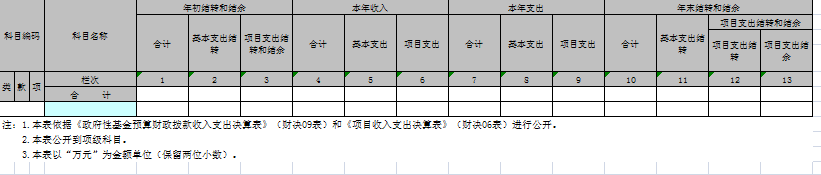 科目编码 科目名称 年初结转和结余 本年收入 本年支出 年末结转和结余
合计 基本支出结转 项目支出结转和结余 合计 基本支出 项目支出 合计 基本支出 项目支出 合计 基本支出结转 项目支出结转和结余
项目支出结转 项目支出结余
类 款 项 栏次 1 2 3 4 5 6 7 8 9 10 11 12 13
合 计
注：1.本表依据《政府性基金预算财政拨款收入支出决算表》（财决09表）和《项目收入支出决算表》（财决06表）进行公开。
2.本表公开到项级科目。
3.本表以“万元”为金额单位（保留两位小数）。